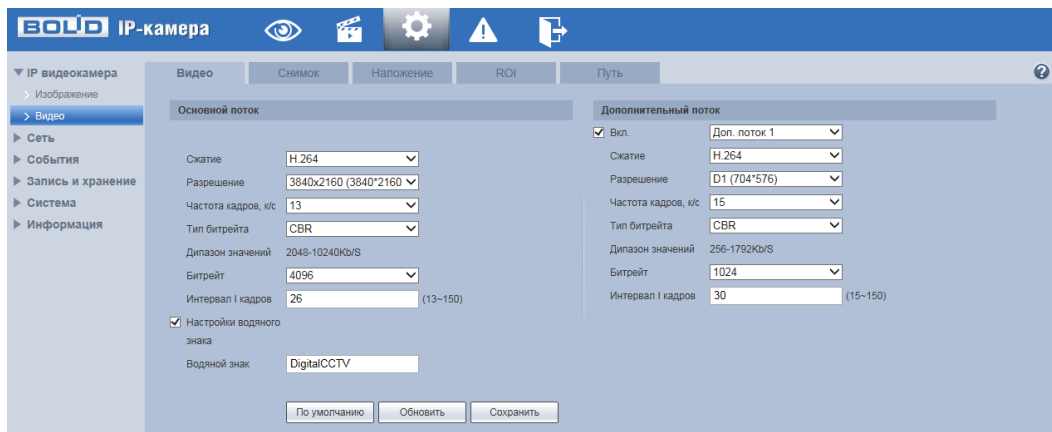 BOLID IP-камера
IP видеокамера
Изображение
Видео
Сеть
События
Запись и хранение
Система
Информация
Видео
Снимок
Наложение
ROI
Путь
Основной поток
Сжатие H.264
Разрешение 3840x2160 (3840*2160
Частота кадров, к/с 13
Тип битрейта CBR
Дипазон значений 2048-10240Kb/S
Битрейт 4096
Интервал I кадров 26 (13~150)
Настройки водяного
знака
Водяной знак DigitalCCTV
По умолчанию
Обновить
Сохранить
Дополнительный поток
Вкл. Доп. поток 1
Сжатие H.264
Разрешение D1 (704*576)
Частота кадров, к/с 15
Тип битрейта CBR
Дипазон значений 256-1792Kb/S
Битрейт 1024
Интервал I кадров 30 (15~150)